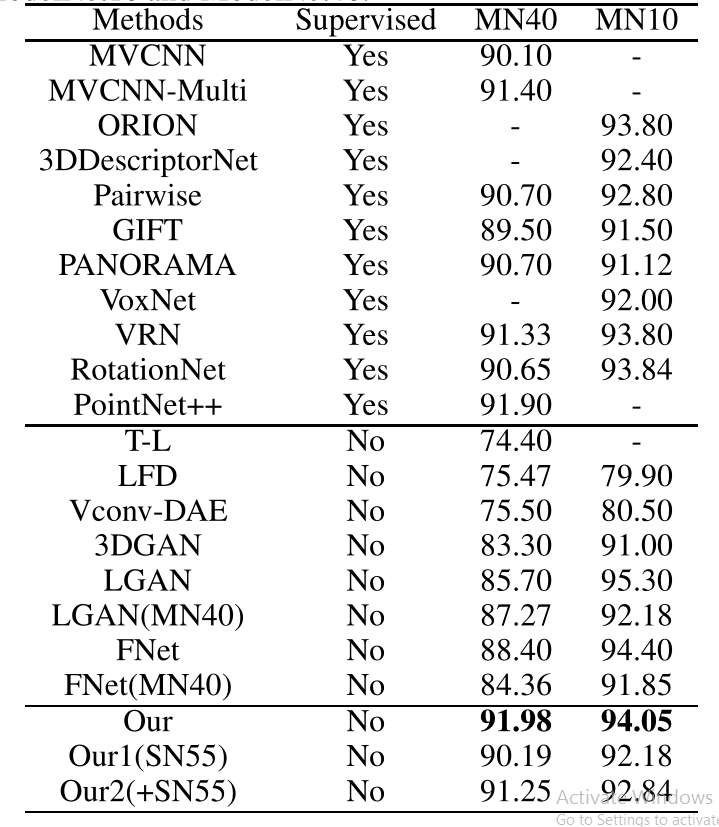 Methods Supervised MN40 MN10
MVCNN Yes 90.10 -
MVCNN-Multi Yes 91.40 -
ORION Yes - 93.80
3DDescriptorNet Yes - 92.40
Pairwise Yes 90.70 92.80
GIFT Yes 89.50 91.50
PANORAMA Yes 90.70 91.12
VoxNet Yes - 92.00
VRN Yes 91.33 93.80
RotationNet Yes 90.65 93.84
PointNet++ Yes 91.90 -
T-L No 74.40 -
LFD No 75.47 79.90
Vconv-DAE No 75.50 80.50
3DGAN No 83.30 91.00
LGAN No 85.70 95.30
LGAN(MN40) No 87.27 92.18
FNet No 88.40 94.40
FNet(MN40) No 84.36 91.85
Our No 91.98 94.05
Our1(SN55) No 90.19 92.18
Our2(+SN55) No 91.25 92.84
Activate Windows
Go to Settings to activate